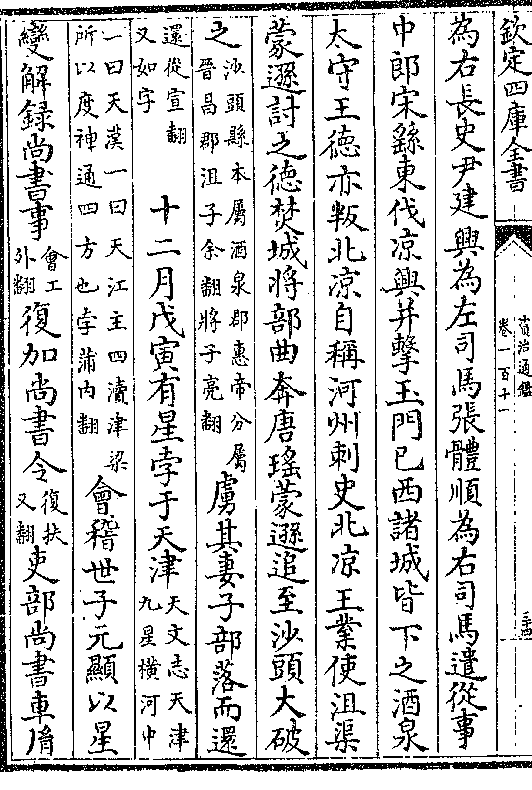 欽定四庫全書
資治通鑑
卷一百十一
為右長史尹建興為左司馬張體順為右司馬遣從事
中郎宋繇東伐凉興并擊玉門已西諸城皆下之酒泉
太守王德亦叛北凉自稱河州刺史北凉王業使沮渠
蒙遜討之德焚城將部曲奔唐瑤蒙遜追至沙頭大破
之沙頭縣本屬酒泉郡惠帝分屬晉昌郡沮子余翻將子亮翻虜其妻子部落而還
還從宣翻又如字十二月戊寅有星孛于天津天文志天津九星橫河中
一曰天漢一曰天江主四瀆津梁所以度神通四方也孛蒲内翻會稽世子元顯以星
變解録尚書事會工外翻復加尚書令復扶又翻吏部尚書車胤